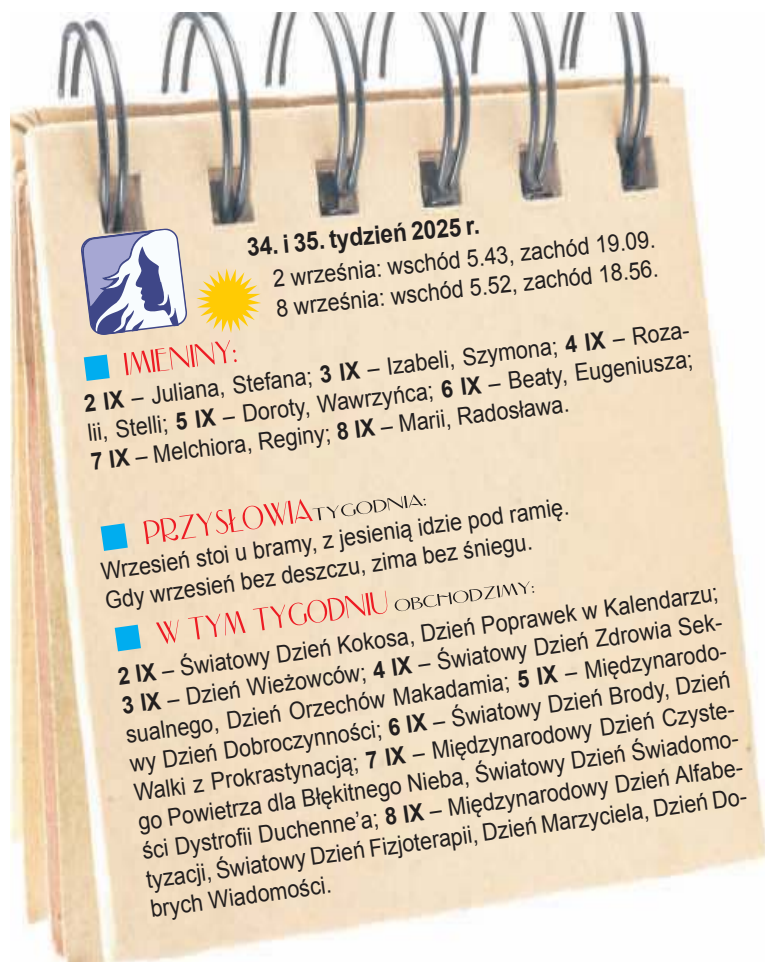 34. i 35. tydzień 2025 r.
2 września: wschód 5.43, zachód 19.09.
8 września: wschód 5.52, zachód 18.56.
IMIENINY:
2 IX – Juliana, Stefana; 3 IX – Izabeli, Szymona; 4 IX – Roza-
lii, Stelli; 5 IX – Doroty, Wawrzyńca; 6 IX – Beaty, Eugeniusza;
7 IX – Melchiora, Reginy; 8 IX – Marii, Radosława.
PRZYSŁOWIA TYGODNIA:
Wrzesień stoi u bramy, z jesienią idzie pod ramię.
Gdy wrzesień bez deszczu, zima bez śniegu.
W TYM TYGODNIU OBCHODZIMY:
2 IX – Światowy Dzień Kokosa, Dzień Poprawek w Kalendarzu;
3 IX – Dzień Wieżowców; 4 IX – Światowy Dzień Zdrowia Sek-
sualnego, Dzień Orzechów Makadamia; 5 IX – Międzynarodo-
wy Dzień Dobroczynności; 6 IX – Światowy Dzień Brody, Dzień
Walki z Prokrastynacją; 7 IX – Międzynarodowy Dzień Czyste-
go Powietrza dla Błękitnego Nieba, Światowy Dzień Świadomo-
ści Dystrofii Duchenne'a; 8 IX – Międzynarodowy Dzień Alfabe-
tyzacji, Światowy Dzień Fizjoterapii, Dzień Marzyciela, Dzień Do-
brych Wiadomości.